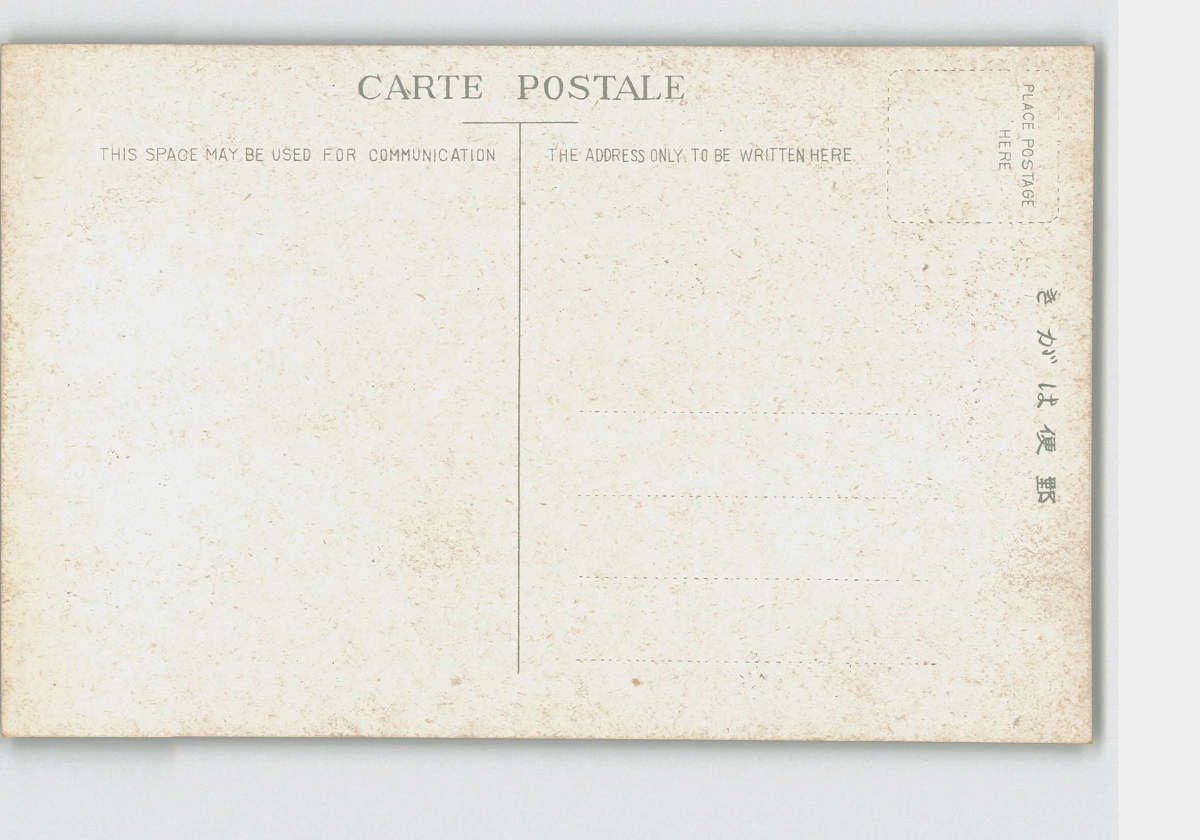 CARTE POSTALE
THIS SPACE MAY BE USED FOR COMMUNICATION
THE ADDRESS ONLY TO BE WRITTEN HERE
PLACE POSTAGE
HERE
郵便はがき